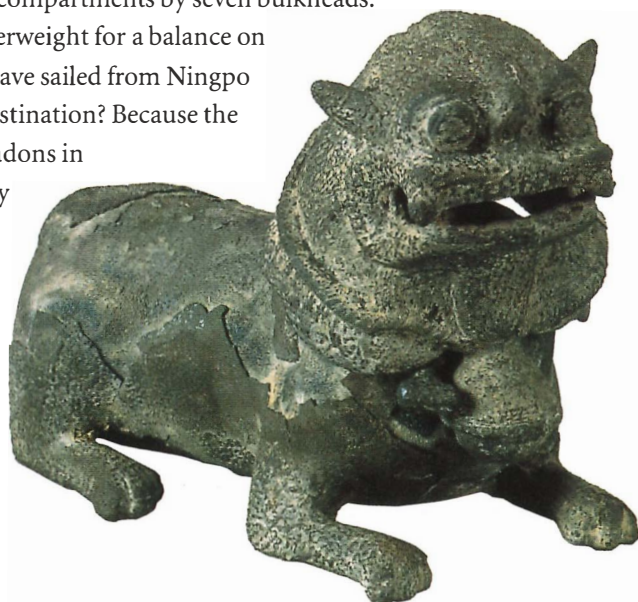 compartments by seven bulkheads.
erweight for a balance on
ave sailed from Ningpo
stination? Because the
adons in
y